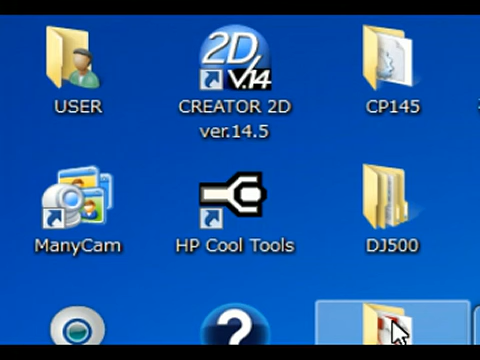 2D
V.14
USER
CREATOR 2D
ver.14.5
CP145
ManyCam
HP Cool Tools
DJ500
?